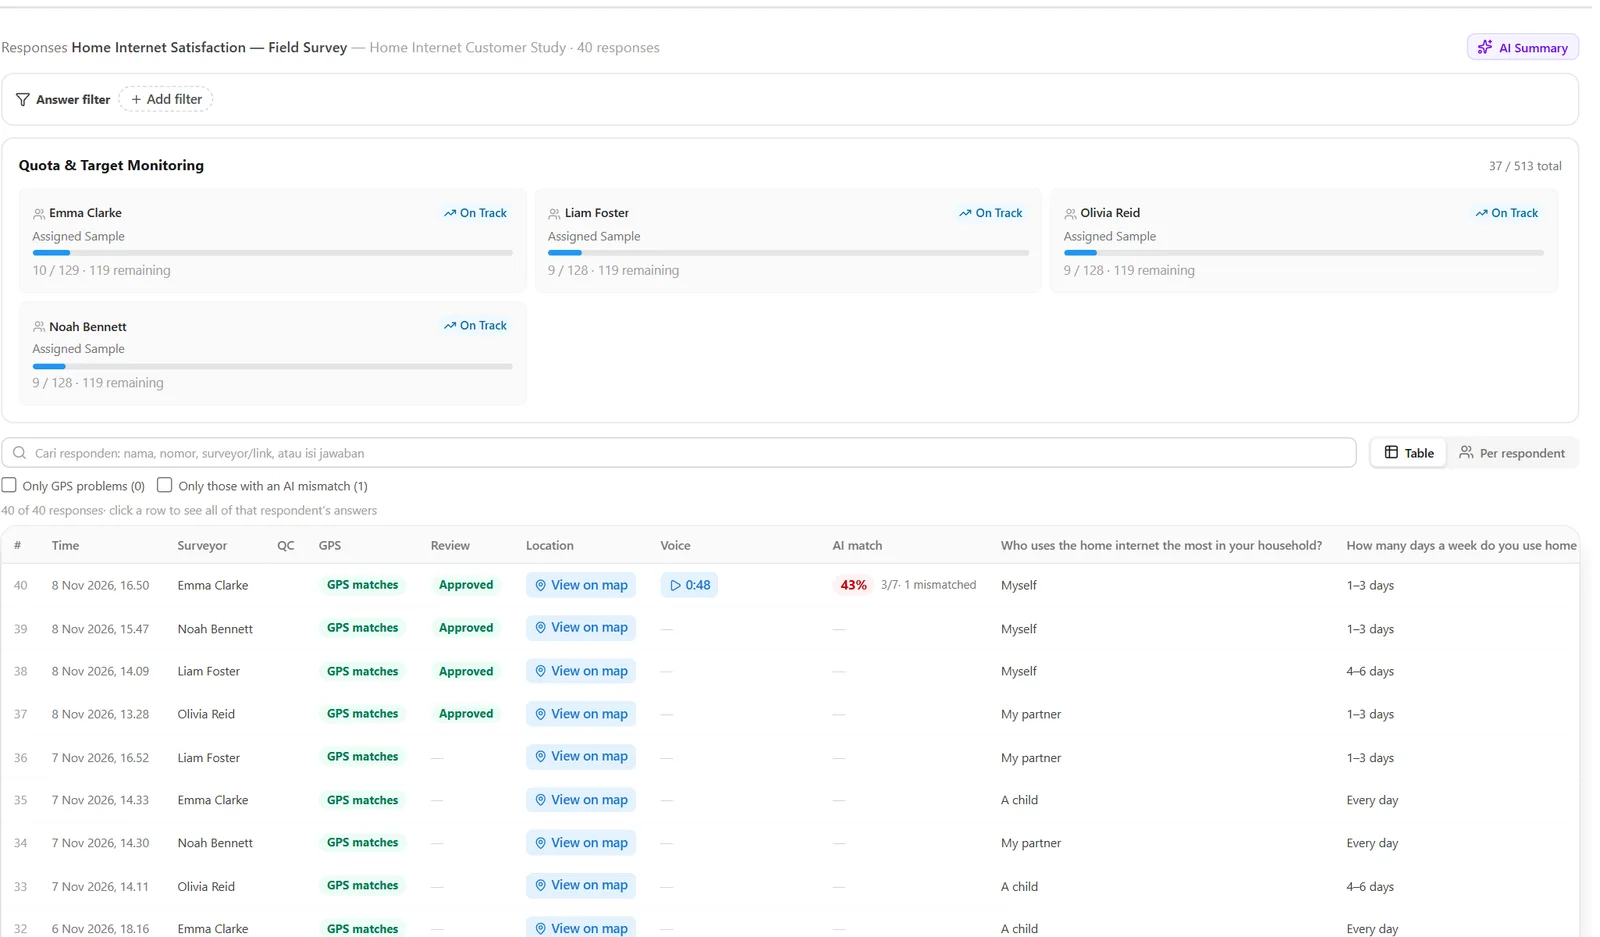 Responses Home Internet Satisfaction — Field Survey — Home Internet Customer Study · 40 responses
AI Summary
Answer filter + Add filter
Quota & Target Monitoring 37 / 513 total
Emma Clarke On Track
Assigned Sample
10 / 129 · 119 remaining
Liam Foster On Track
Assigned Sample
9 / 128 · 119 remaining
Olivia Reid On Track
Assigned Sample
9 / 128 · 119 remaining
Noah Bennett On Track
Assigned Sample
9 / 128 · 119 remaining
Cari responden: nama, nomor, surveyor/link, atau isi jawaban
Table Per respondent
Only GPS problems (0) Only those with an AI mismatch (1)
40 of 40 responses· click a row to see all of that respondent's answers
# Time Surveyor QC GPS Review Location Voice AI match Who uses the home internet the most in your household? How many days a week do you use home
40 8 Nov 2026, 16.50 Emma Clarke GPS matches Approved View on map 0:48 43% 3/7· 1 mismatched Myself 1–3 days
39 8 Nov 2026, 15.47 Noah Bennett GPS matches Approved View on map — — Myself 1–3 days
38 8 Nov 2026, 14.09 Liam Foster GPS matches Approved View on map — — Myself 4–6 days
37 8 Nov 2026, 13.28 Olivia Reid GPS matches Approved View on map — — My partner 1–3 days
36 7 Nov 2026, 16.52 Liam Foster GPS matches — View on map — — My partner 1–3 days
35 7 Nov 2026, 14.33 Emma Clarke GPS matches — View on map — — A child Every day
34 7 Nov 2026, 14.30 Noah Bennett GPS matches — View on map — — My partner Every day
33 7 Nov 2026, 14.11 Olivia Reid GPS matches — View on map — — A child 4–6 days
32 6 Nov 2026, 18.16 Emma Clarke GPS matches — View on map — — A child Every day